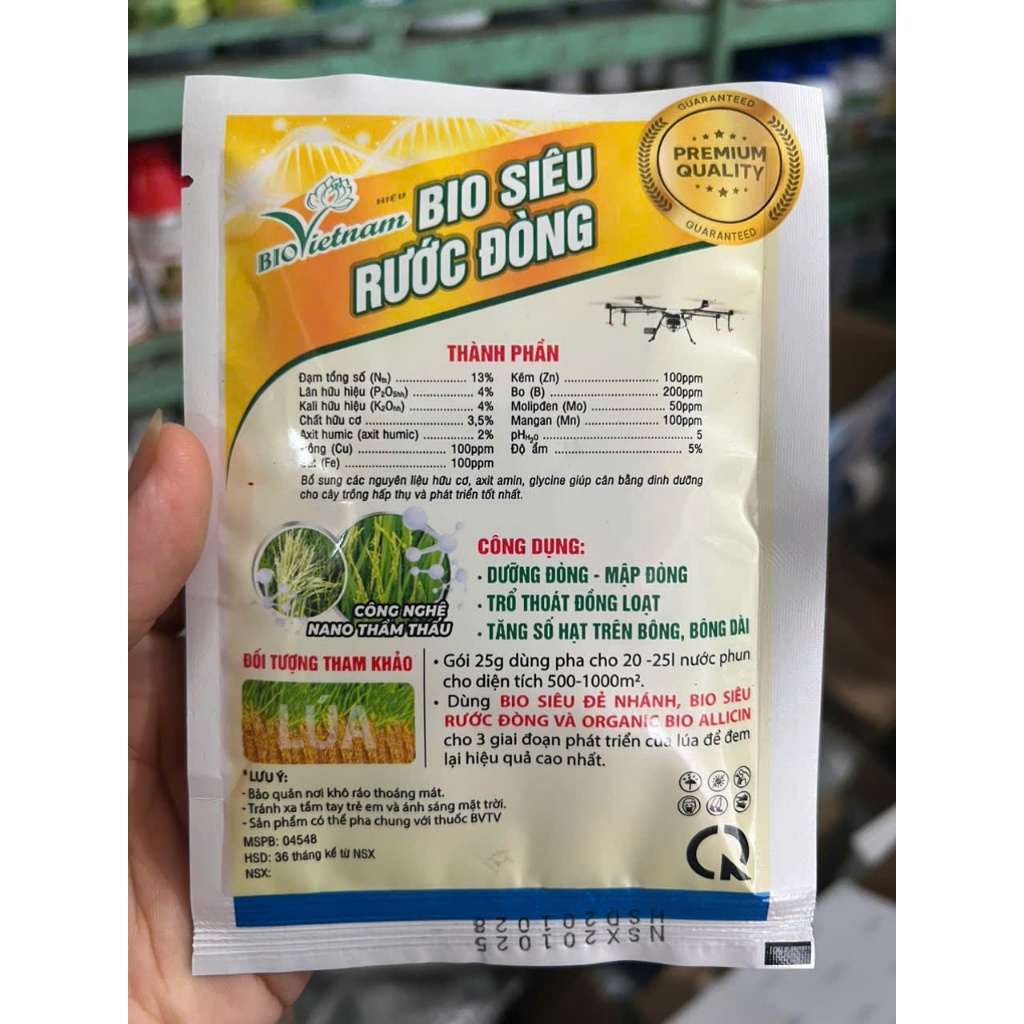 GUARANTEED
PREMIUM
QUALITY
GUARANTEED
HIỆU
BIOVietnam
BIO SIÊU
RƯỚC ĐÒNG
THÀNH PHẦN
Đạm tổng số (Nts) ................ 13%
Lân hữu hiệu (P2O5hh) ................ 4%
Kali hữu hiệu (K2Ohh) ................ 4%
Chất hữu cơ ................ 3,5%
Axit humic (axit humic) ................ 2%
(Cu) ................ 100ppm
(Fe) ................ 100ppm
Kẽm (Zn) ................ 100ppm
Bo (B) ................ 200ppm
Molipđen (Mo) ................ 50ppm
Mangan (Mn) ................ 100ppm
pHH2O ................ 5
Độ ẩm ................ 5%
Bổ sung các nguyên liệu hữu cơ, axit amin, glycine giúp cân bằng dinh dưỡng
cho cây trồng hấp thụ và phát triển tốt nhất.
CÔNG NGHỆ
NANO THẨM THẤU
CÔNG DỤNG:
• DƯỠNG ĐÒNG - MẬP ĐÒNG
• TRỔ THOÁT ĐỒNG LOẠT
• TĂNG SỐ HẠT TRÊN BÔNG, BÔNG DÀI
ĐỐI TƯỢNG THAM KHẢO
LÚA
• Gói 25g dùng pha cho 20 -25l nước phun
cho diện tích 500-1000m².
• Dùng BIO SIÊU ĐẺ NHÁNH, BIO SIÊU
RƯỚC ĐÒNG VÀ ORGANIC BIO ALLICIN
cho 3 giai đoạn phát triển của lúa để đem
lại hiệu quả cao nhất.
*LƯU Ý:
- Bảo quản nơi khô ráo thoáng mát.
- Tránh xa tầm tay trẻ em và ánh sáng mặt trời.
- Sản phẩm có thể pha chung với thuốc BVTV
MSPB: 04548
HSD: 36 tháng kể từ NSX
NSX:
NSX201025
HSD201028